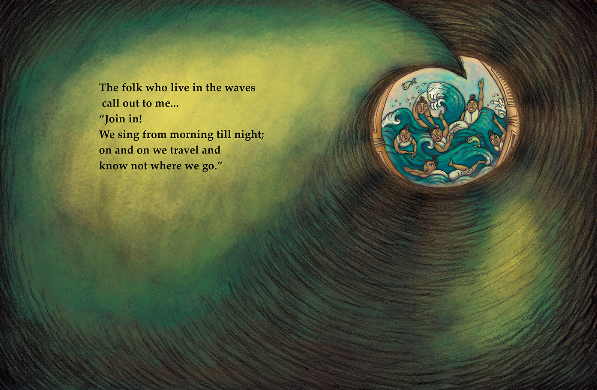 The folk who live in the waves
call out to me...
“Join in!
We sing from morning till night;
on and on we travel and
know not where we go.”